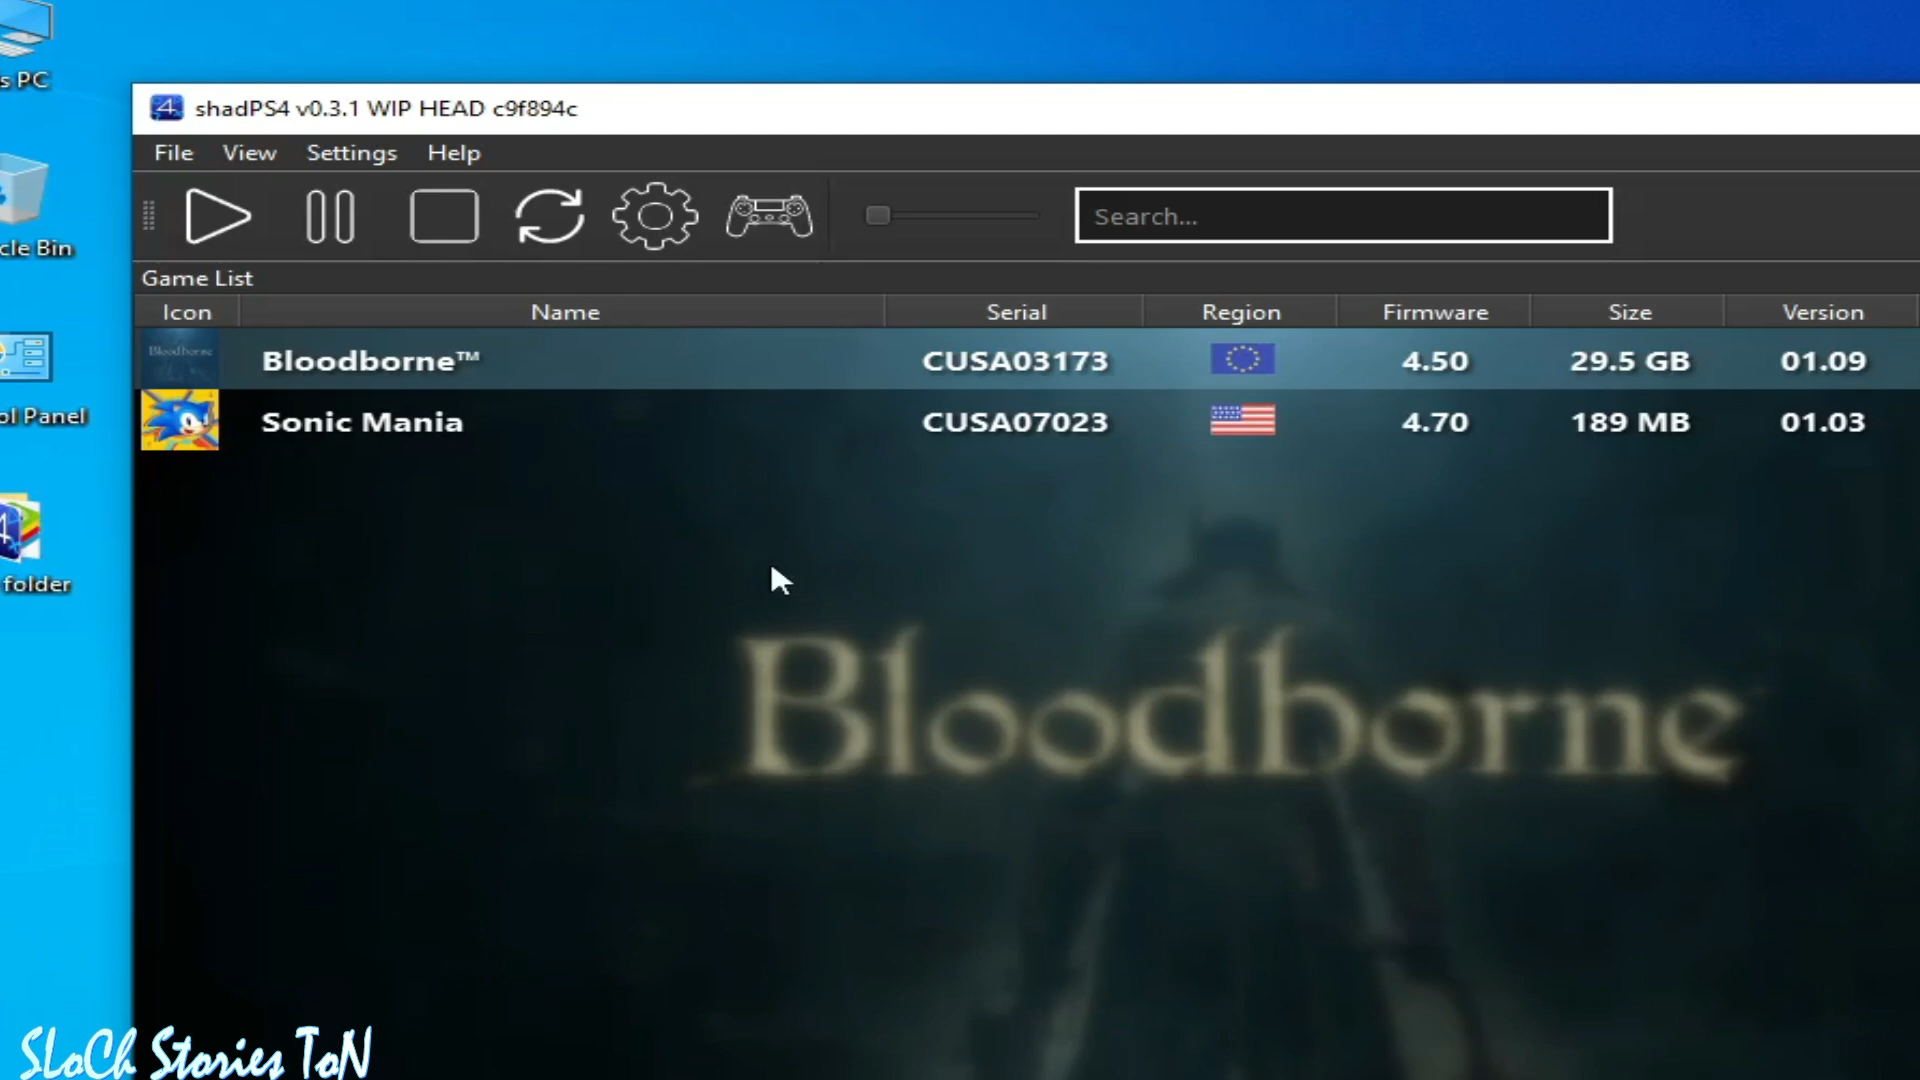 s PC
cle Bin
ol Panel
folder
shadPS4 v0.3.1 WIP HEAD c9f894c
File View Settings Help
Search...
Game List
Icon Name Serial Region Firmware Size Version
Bloodborne
Bloodborne™ CUSA03173 4.50 29.5 GB 01.09
Sonic Mania CUSA07023 4.70 189 MB 01.03
Bloodborne
SLoCh Stories ToN